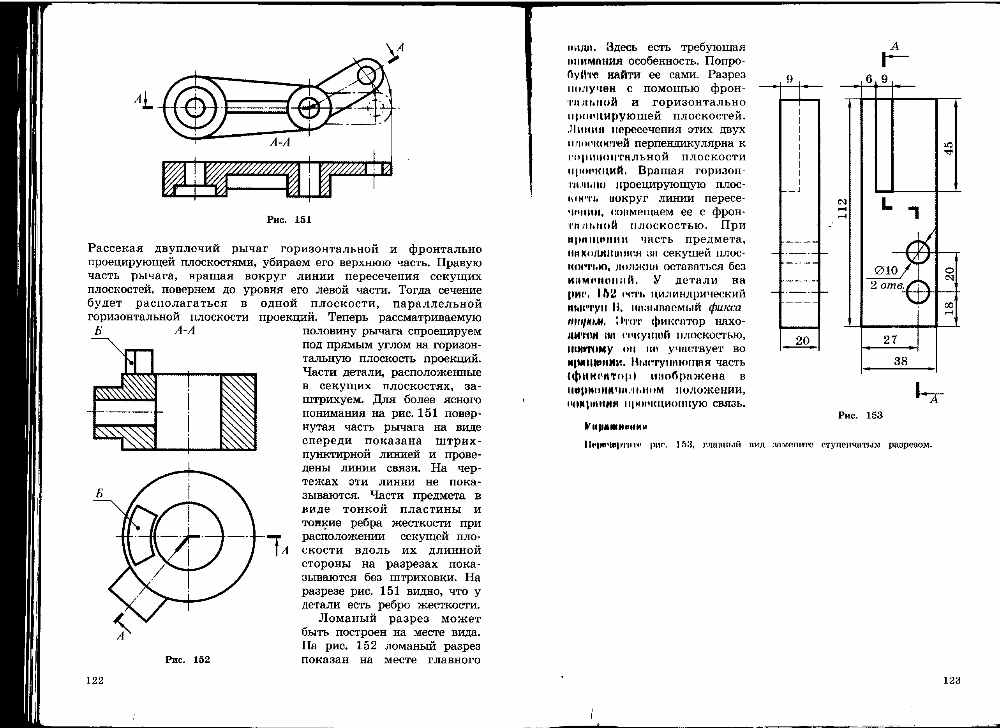 А
А
А-А
Рис. 151
Рассекая двуплечий рычаг горизонтальной и фронтально
проецирующей плоскостями, убираем его верхнюю часть. Правую
часть рычага, вращая вокруг линии пересечения секущих
плоскостей, повернем до уровня его левой части. Тогда сечение
будет располагаться в одной плоскости, параллельной
горизонтальной плоскости проекций. Теперь рассматриваемую
половину рычага спроецируем
под прямым углом на горизон-
тальную плоскость проекций.
Части детали, расположенные
в секущих плоскостях, за-
штрихуем. Для более ясного
понимания на рис. 151 повер-
нутая часть рычага на виде
спереди показана штрих-
пунктирной линией и прове-
дены линии связи. На чер-
тежах эти линии не пока-
зываются. Части предмета в
виде тонкой пластины и
тонкие ребра жесткости при
расположении секущей пло-
скости вдоль их длинной
стороны на разрезах пока-
зываются без штриховки. На
разрезе рис. 151 видно, что у
детали есть ребро жесткости.
Ломаный разрез может
быть построен на месте вида.
На рис. 152 ломаный разрез
показан на месте главного
Б
А-А
Б
А
А
Рис. 152
122
вида. Здесь есть требующая
внимания особенность. Попро-
буйте найти ее сами. Разрез
получен с помощью фрон-
тальной и горизонтально
проецирующей плоскостей.
Линия пересечения этих двух
плоскостей перпендикулярна к
горизонтальной плоскости
проекций. Вращая горизон-
тально проецирующую плос-
кость вокруг линии пересе-
чения, совмещаем ее с фрон-
тальной плоскостью. При
вращении часть предмета,
находящаяся за секущей плос-
костью, должна оставаться без
изменений. У детали на
рис. 152 есть цилиндрический
выступ Б, называемый фикса
тором. Этот фиксатор нахо-
дится за секущей плоскостью,
поэтому он не участвует во
вращении. Выступающая часть
(фиксатор) изображена в
первоначальном положении,
сохраняя проекционную связь.
А
9
6
9
45
112
Ø10
2 отв.
20
18
20
27
38
А
Рис. 153
Упражнение
Перечертите рис. 153, главный вид замените ступенчатым разрезом.
123